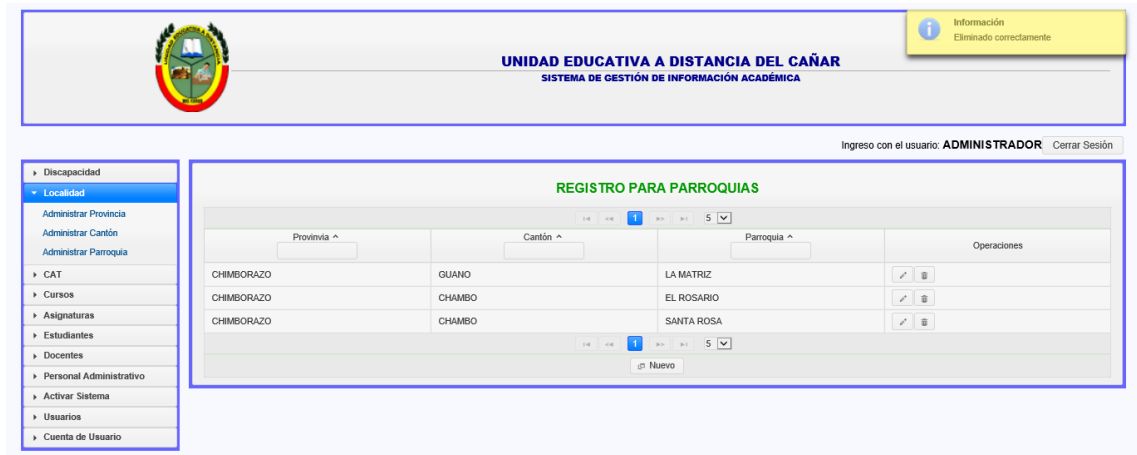 Información
Eliminado correctamente
UNIDAD EDUCATIVA A DISTANCIA DEL CAÑAR
SISTEMA DE GESTIÓN DE INFORMACIÓN ACADÉMICA
Ingreso con el usuario: ADMINISTRADOR Cerrar Sesión
Discapacidad
Localidad
Administrar Provincia
Administrar Cantón
Administrar Parroquia
CAT
Cursos
Asignaturas
Estudiantes
Docentes
Personal Administrativo
Activar Sistema
Usuarios
Cuenta de Usuario
REGISTRO PARA PARROQUIAS
1 5
Provinvia Cantón Parroquia Operaciones
CHIMBORAZO GUANO LA MATRIZ
CHIMBORAZO CHAMBO EL ROSARIO
CHIMBORAZO CHAMBO SANTA ROSA
1 5
Nuevo